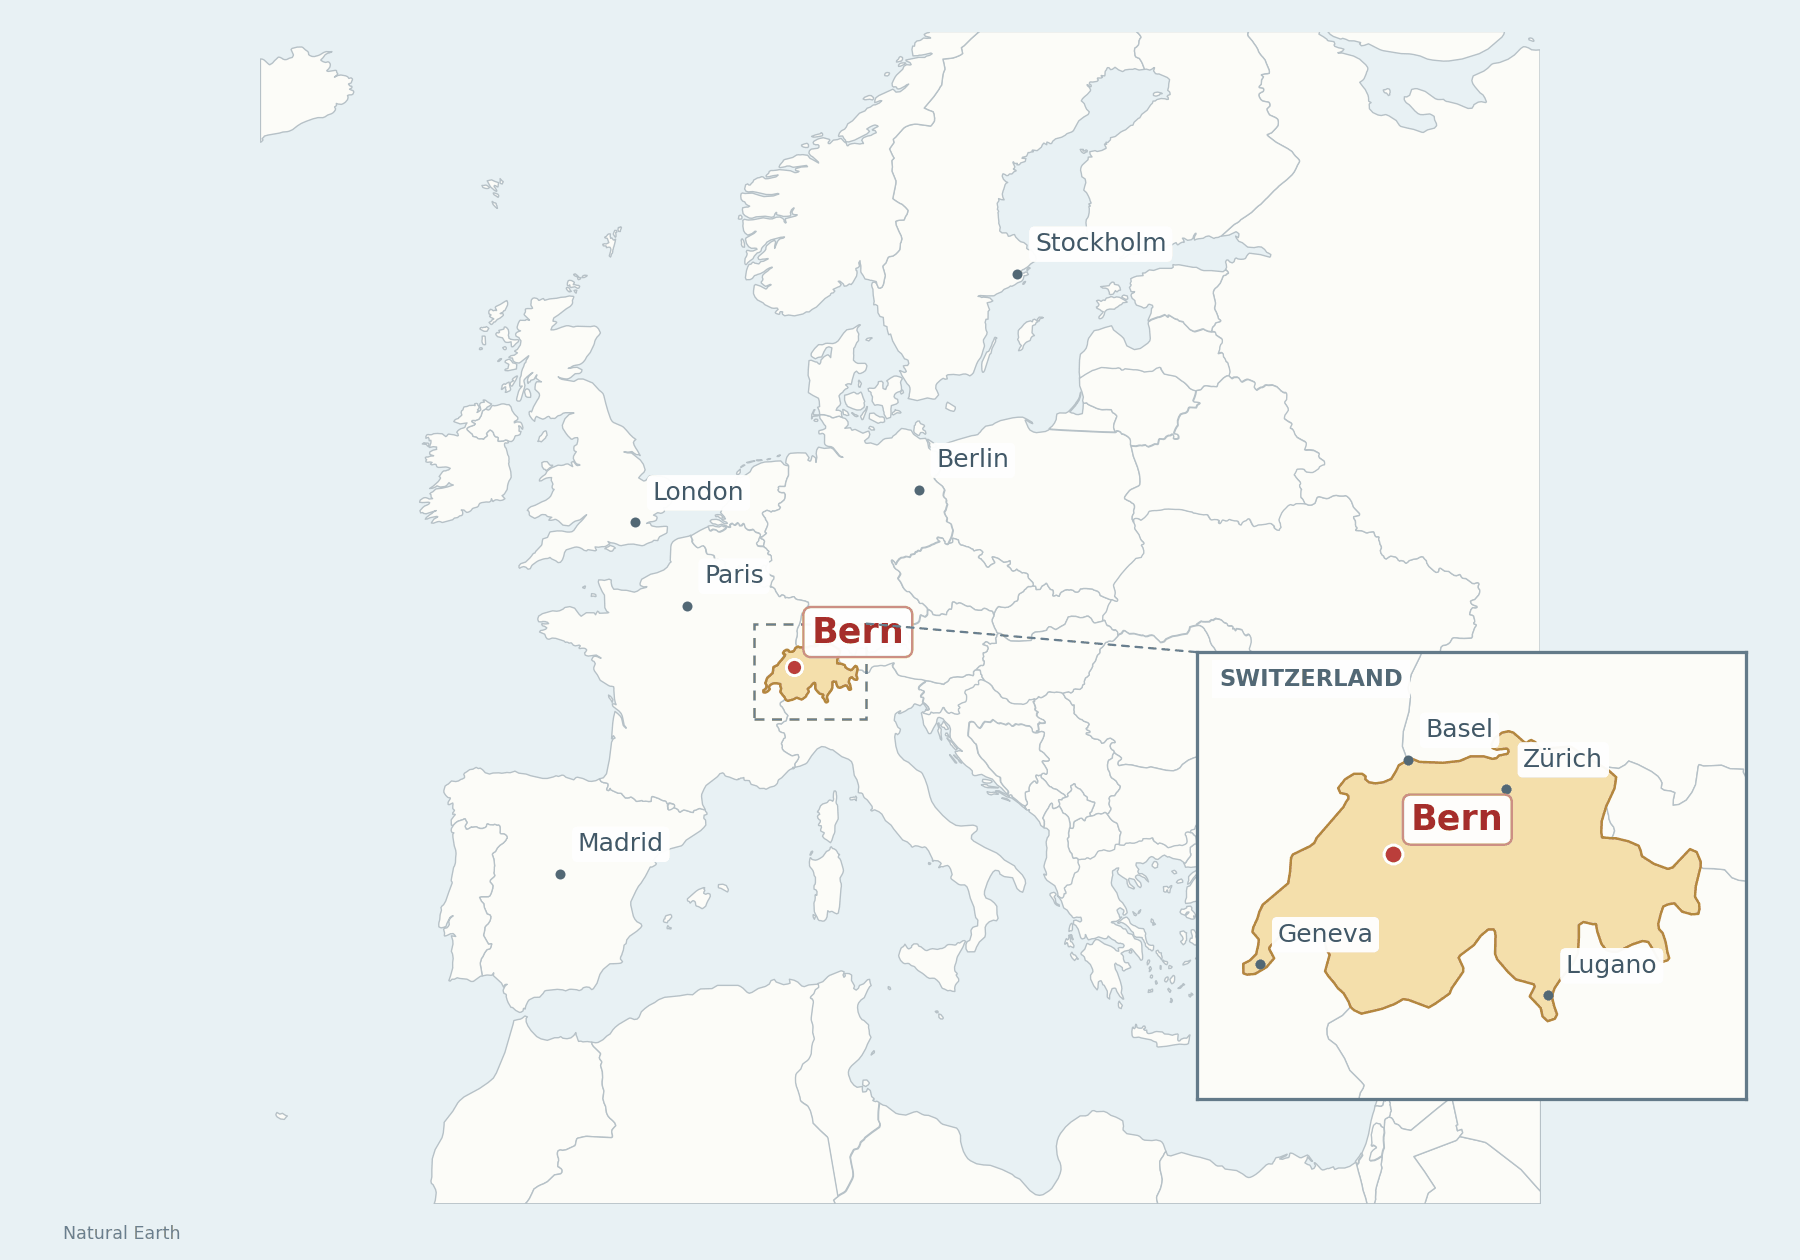 Stockholm
Berlin
London
Paris
Bern
Madrid
SWITZERLAND
Basel
Zürich
Bern
Geneva
Lugano
Natural Earth